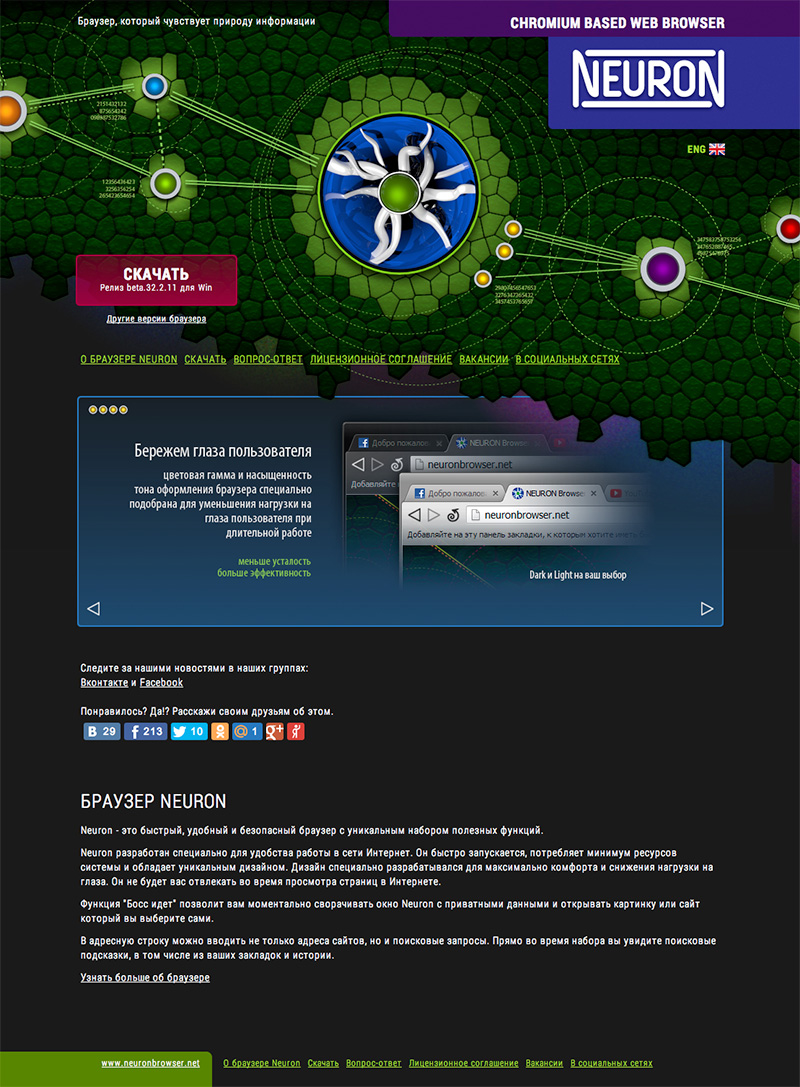 Браузер, который чувствует природу информации
CHROMIUM BASED WEB BROWSER
NEURON
ENG
2151432132
875654342
098987532786
12356436423
3256356254
265423654654
СКАЧАТЬ
Релиз beta.32.2.11 для Win
Другие версии браузера
О БРАУЗЕРЕ NEURON СКАЧАТЬ ВОПРОС-ОТВЕТ ЛИЦЕНЗИОННОЕ СОГЛАШЕНИЕ ВАКАНСИИ В СОЦИАЛЬНЫХ СЕТЯХ
Бережем глаза пользователя
цветовая гамма и насыщенность
тона оформления браузера специально
подобрана для уменьшения нагрузки на
глаза пользователя при
длительной работе
меньше усталость
больше эффективность
Добро пожалов
NEURON Browse
neuronbrowser.net
Добавляйте
Добро пожалов
NEURON Browse
neuronbrowser.net
Добавляйте на эту панель закладки, к которым хотите иметь
Dark и Light на ваш выбор
Следите за нашими новостями в наших группах:
Вконтакте и Facebook
Понравилось? Да!? Расскажи своим друзьям об этом.
B 29 f 213 10 @ 1 g+
БРАУЗЕР NEURON
Neuron - это быстрый, удобный и безопасный браузер с уникальным набором полезных функций.
Neuron разработан специально для удобства работы в сети Интернет. Он быстро запускается, потребляет минимум ресурсов
системы и обладает уникальным дизайном. Дизайн специально разрабатывался для максимально комфорта и снижения нагрузки на
глаза. Он не будет вас отвлекать во время просмотра страниц в Интернете.
Функция "Босс идет" позволит вам моментально сворачивать окно Neuron с приватными данными и открывать картинку или сайт
который вы выберите сами.
В адресную строку можно вводить не только адреса сайтов, но и поисковые запросы. Прямо во время набора вы увидите поисковые
подсказки, в том числе из ваших закладок и истории.
Узнать больше об браузере
www.neuronbrowser.net
О браузере Neuron Скачать Вопрос-ответ Лицензионное соглашение Вакансии В социальных сетях